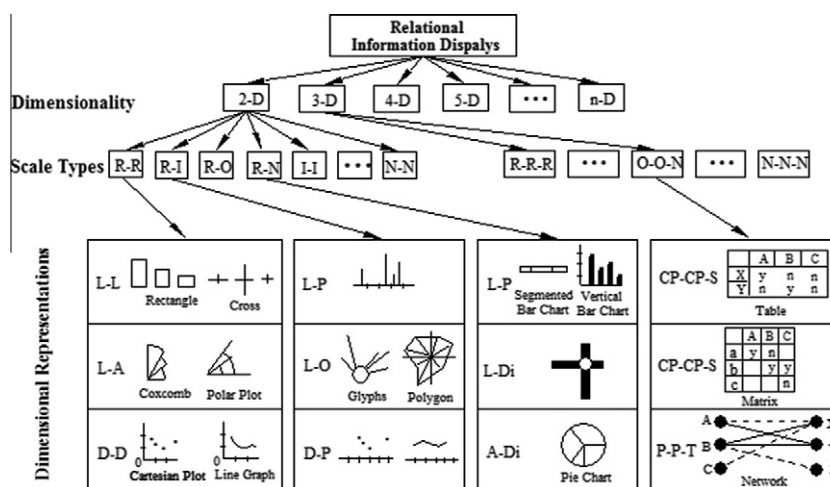 Relational
Information Dispalys
Dimensionality
2-D 3-D 4-D 5-D ••• n-D
Scale Types
R-R R-I R-O R-N I-I ••• N-N R-R-R ••• O-O-N ••• N-N-N
Dimensional Representations
L-L
Rectangle Cross
L-A
Coxcomb Polar Plot
D-D
Cartesian Plot Line Graph
L-P
L-O
Glyphs Polygon
D-P
L-P
Segmented Bar Chart
Vertical Bar Chart
L-Di
A-Di
Pie Chart
CP-CP-S
A B C
X y n n
Y n y n
Table
CP-CP-S
A B C
a y n
b y y
c n
Matrix
P-P-T
A
B
C
Network